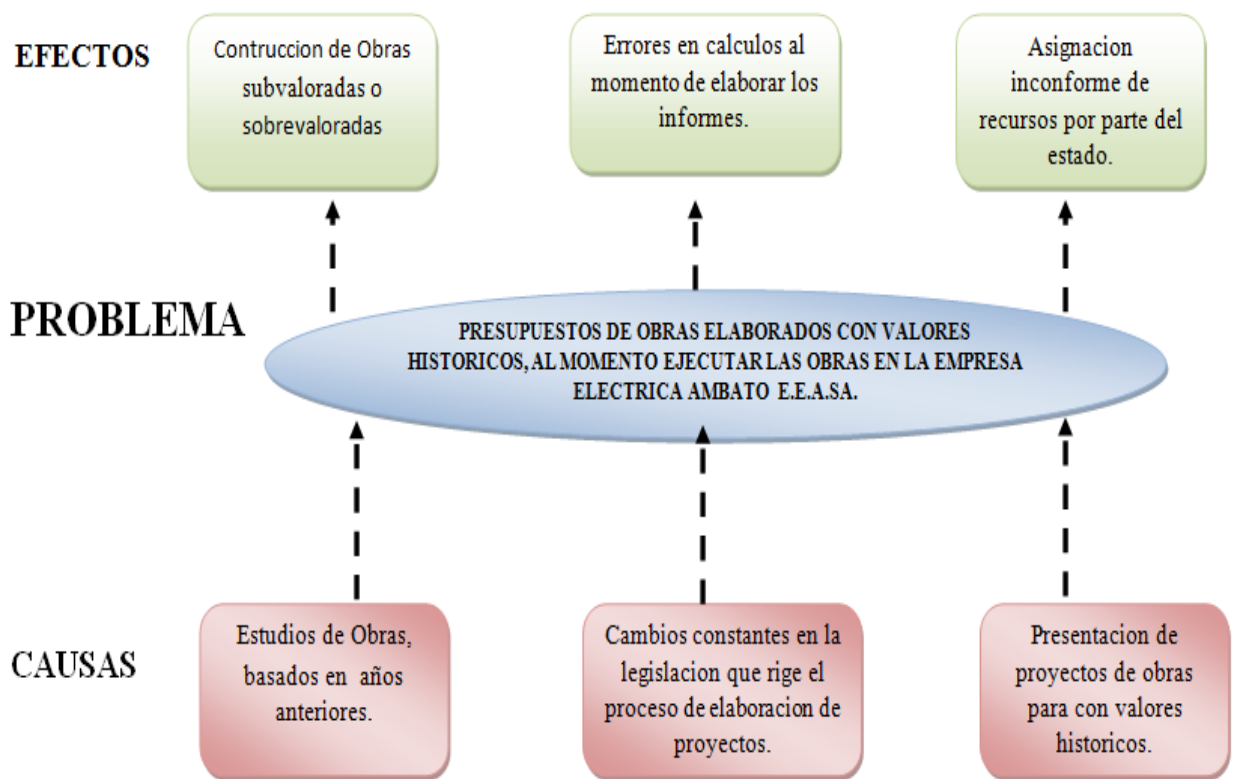 EFECTOS
Contruccion de Obras
subvaloradas o
sobrevaloradas
Errores en calculos al
momento de elaborar los
informes.
Asignacion
inconforme de
recursos por parte del
estado.
PROBLEMA
PRESUPUESTOS DE OBRAS ELABORADOS CON VALORES
HISTORICOS, AL MOMENTO EJECUTAR LAS OBRAS EN LA EMPRESA
ELECTRICA AMBATO E.E.A.SA.
CAUSAS
Estudios de Obras,
basados en años
anteriores.
Cambios constantes en la
legislacion que rige el
proceso de elaboracion de
proyectos.
Presentacion de
proyectos de obras
para con valores
historicos.